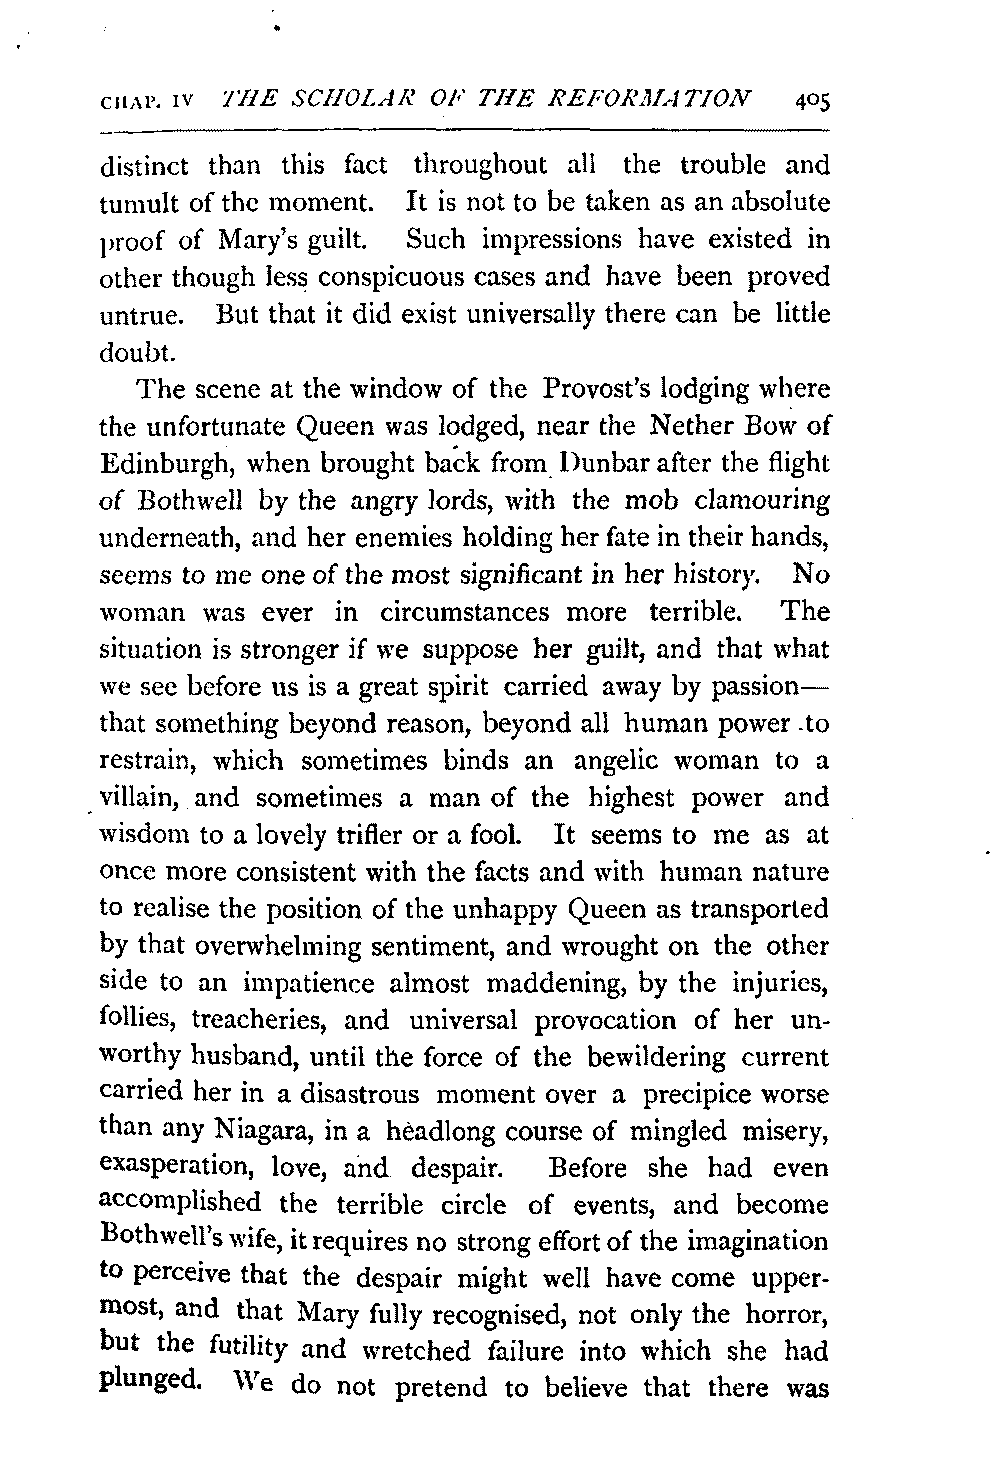 CHAP. IV THE SCHOLAR OF THE REFORMATION 405
distinct than this fact throughout all the trouble and
tumult of the moment. It is not to be taken as an absolute
proof of Mary's guilt. Such impressions have existed in
other though less conspicuous cases and have been proved
untrue. But that it did exist universally there can be little
doubt.
The scene at the window of the Provost's lodging where
the unfortunate Queen was lodged, near the Nether Bow of
Edinburgh, when brought back from Dunbar after the flight
of Bothwell by the angry lords, with the mob clamouring
underneath, and her enemies holding her fate in their hands,
seems to me one of the most significant in her history. No
woman was ever in circumstances more terrible. The
situation is stronger if we suppose her guilt, and that what
we see before us is a great spirit carried away by passion—
that something beyond reason, beyond all human power to
restrain, which sometimes binds an angelic woman to a
villain, and sometimes a man of the highest power and
wisdom to a lovely trifler or a fool. It seems to me as at
once more consistent with the facts and with human nature
to realise the position of the unhappy Queen as transported
by that overwhelming sentiment, and wrought on the other
side to an impatience almost maddening, by the injuries,
follies, treacheries, and universal provocation of her un-
worthy husband, until the force of the bewildering current
carried her in a disastrous moment over a precipice worse
than any Niagara, in a headlong course of mingled misery,
exasperation, love, and despair. Before she had even
accomplished the terrible circle of events, and become
Bothwell's wife, it requires no strong effort of the imagination
to perceive that the despair might well have come upper-
most, and that Mary fully recognised, not only the horror,
but the futility and wretched failure into which she had
plunged. We do not pretend to believe that there was